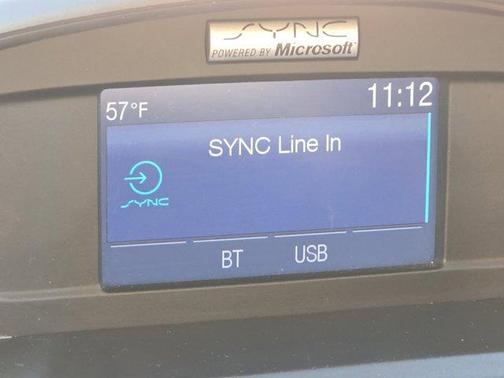 SYNC
POWERED BY Microsoft
57°F 11:12
SYNC Line In
SYNC
BT USB